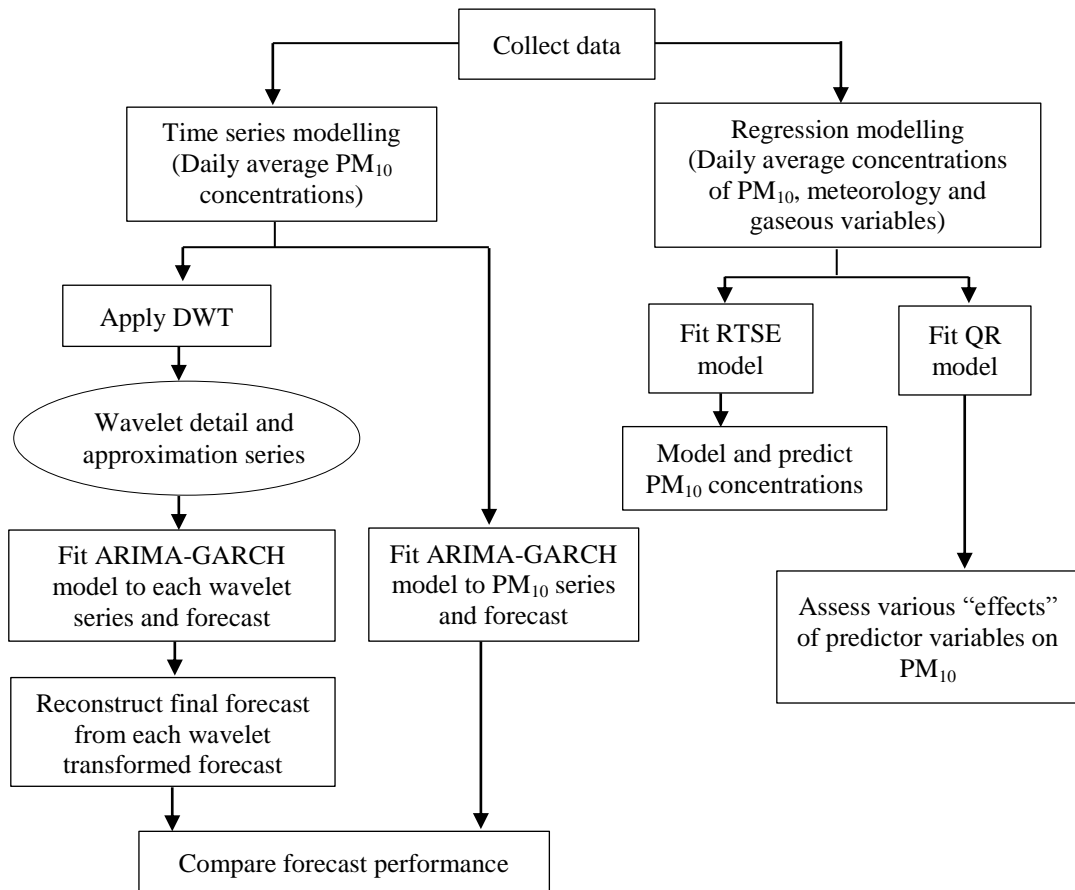 Collect data
Time series modelling
(Daily average PM₁₀
concentrations)
Regression modelling
(Daily average concentrations
of PM₁₀, meteorology and
gaseous variables)
Apply DWT
Fit RTSE
model
Fit QR
model
Wavelet detail and
approximation series
Model and predict
PM₁₀ concentrations
Fit ARIMA-GARCH
model to each wavelet
series and forecast
Fit ARIMA-GARCH
model to PM₁₀ series
and forecast
Assess various “effects”
of predictor variables on
PM₁₀
Reconstruct final forecast
from each wavelet
transformed forecast
Compare forecast performance